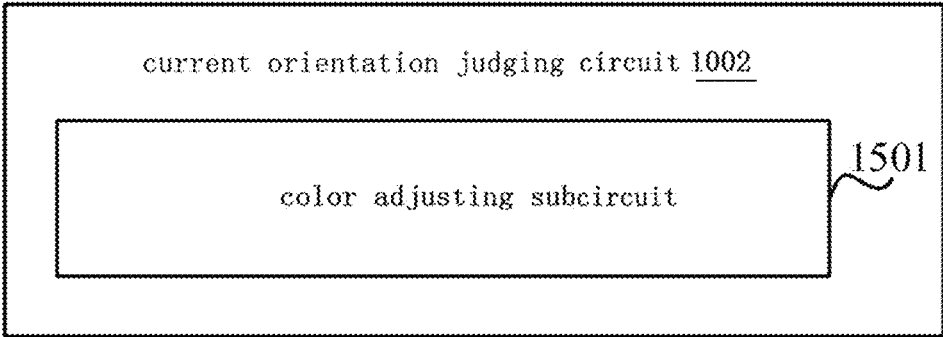 current orientation judging circuit 1002
1501
color adjusting subcircuit